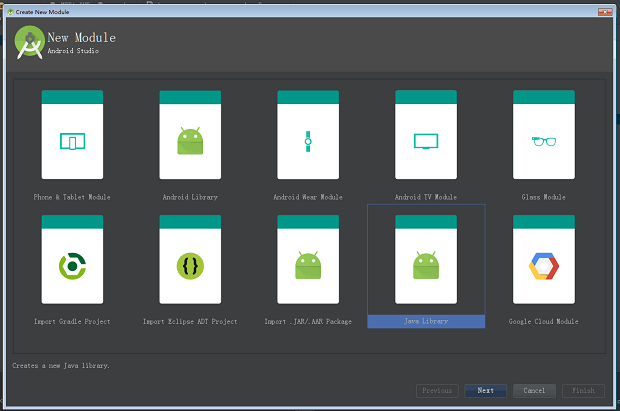 Create New Module
New Module
Android Studio
Phone & Tablet Module
Android Library
Android Wear Module
Android TV Module
Glass Module
Import Gradle Project
Import Eclipse ADT Project
Import .JAR/.AAR Package
Java Library
Google Cloud Module
Creates a new Java library.
Previous
Next
Cancel
Finish